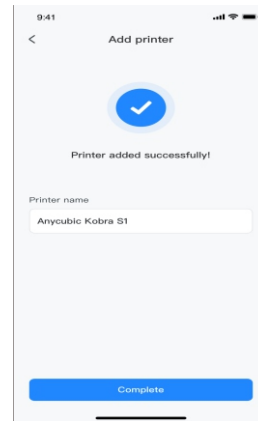 9:41
Add printer
Printer added successfully!
Printer name
Anycubic Kobra S1
Complete